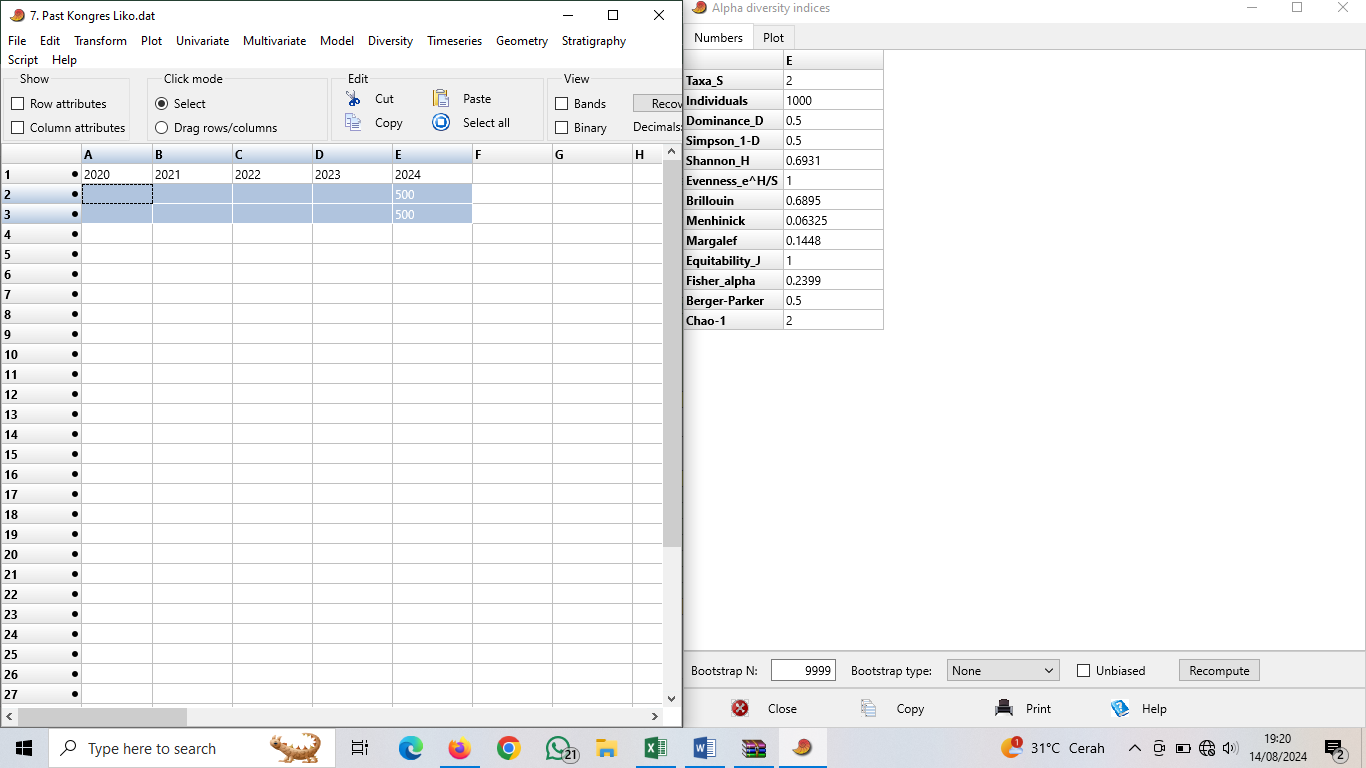 7. Past Kongres Liko.dat
File Edit Transform Plot Univariate Multivariate Model Diversity Timeseries Geometry Stratigraphy
Script Help
Show Click mode Edit View
Row attributes Select Cut Paste Bands Recov
Column attributes Drag rows/columns Copy Select all Binary Decimals:
A B C D E F G H
1 2020 2021 2022 2023 2024
2 500
3 500
4
5
6
7
8
9
10
11
12
13
14
15
16
17
18
19
20
21
22
23
24
25
26
27
Alpha diversity indices
Numbers Plot
E
Taxa_S 2
Individuals 1000
Dominance_D 0.5
Simpson_1-D 0.5
Shannon_H 0.6931
Evenness_e^H/S 1
Brillouin 0.6895
Menhinick 0.06325
Margalef 0.1448
Equitability_J 1
Fisher_alpha 0.2399
Berger-Parker 0.5
Chao-1 2
Bootstrap N: 9999 Bootstrap type: None Unbiased Recompute
Close Copy Print Help
Type here to search 21 1 31°C Cerah 19:20
14/08/2024 2